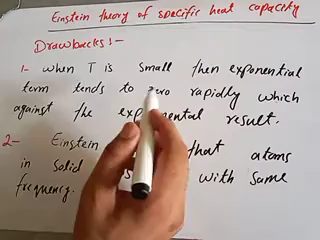 Einstein theory of specific heat capacity
Drawbacks:-
1- when T is small then exponential
term tends to zero rapidly which
against the result.
2- Einstein that atoms
in solid with same
frequency.